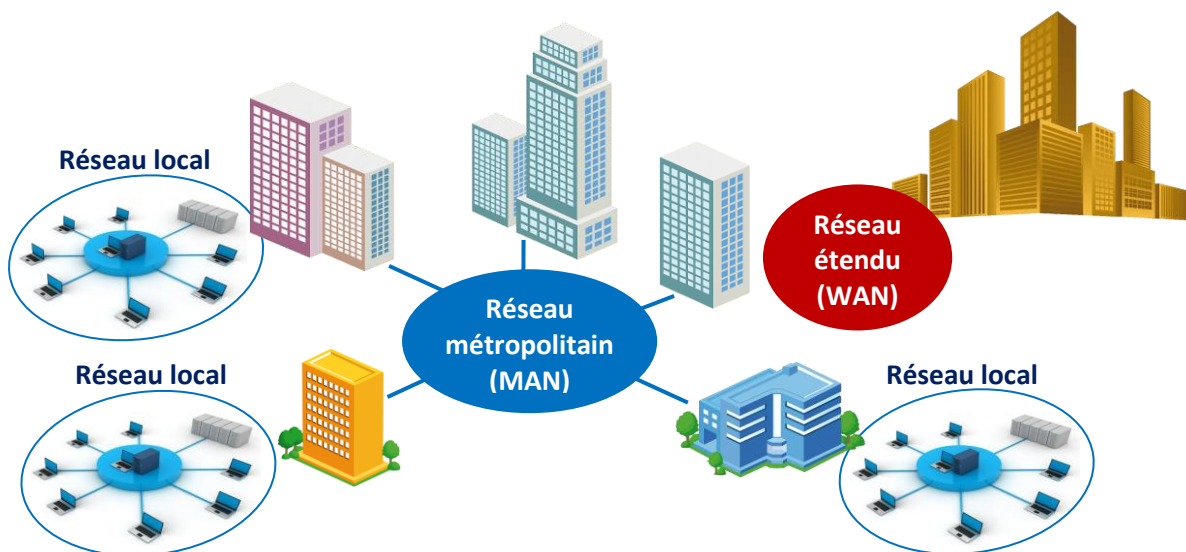 Réseau local
Réseau
étendu
(WAN)
Réseau
métropolitain
(MAN)
Réseau local
Réseau local